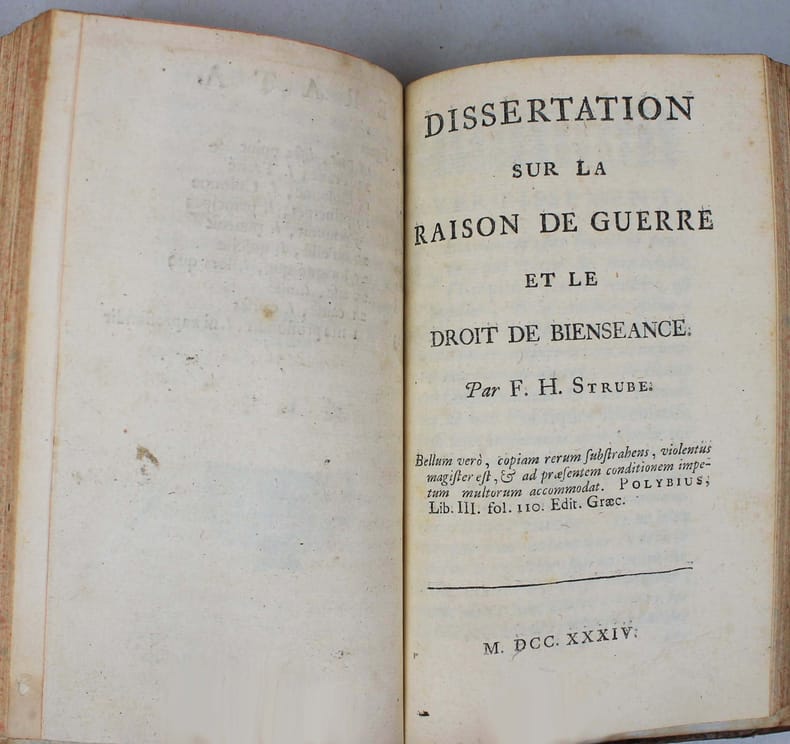 DISSERTATION
SUR LA
RAISON DE GUERRE
ET LE
DROIT DE BIENSEANCE.
Par F. H. STRUBE.
Bellum verò, copiam rerum ſubſtrahens, violentus
magiſter eſt, & ad præſentem conditionem impe-
tum multorum accommodat. POLYBIUS,
Lib. III. fol. 110. Edit. Græc.
M. DCC. XXXIV.